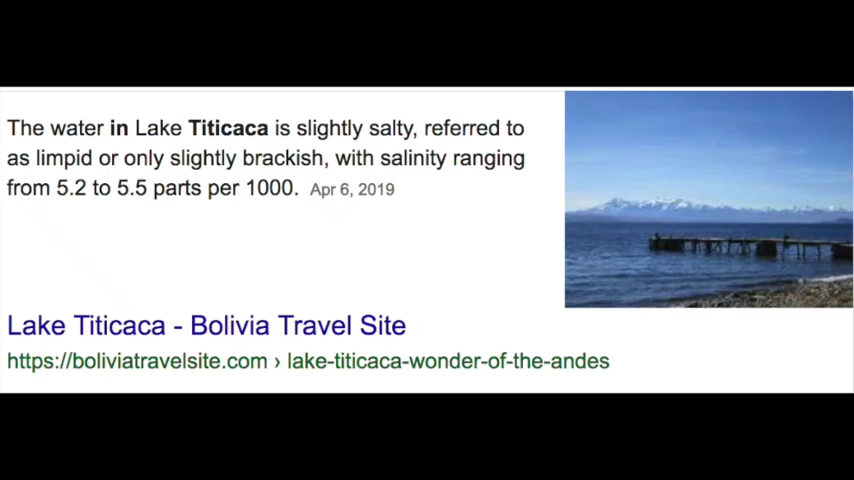 The water in Lake Titicaca is slightly salty, referred to
as limpid or only slightly brackish, with salinity ranging
from 5.2 to 5.5 parts per 1000. Apr 6, 2019
Lake Titicaca - Bolivia Travel Site
https://boliviatravelsite.com › lake-titicaca-wonder-of-the-andes